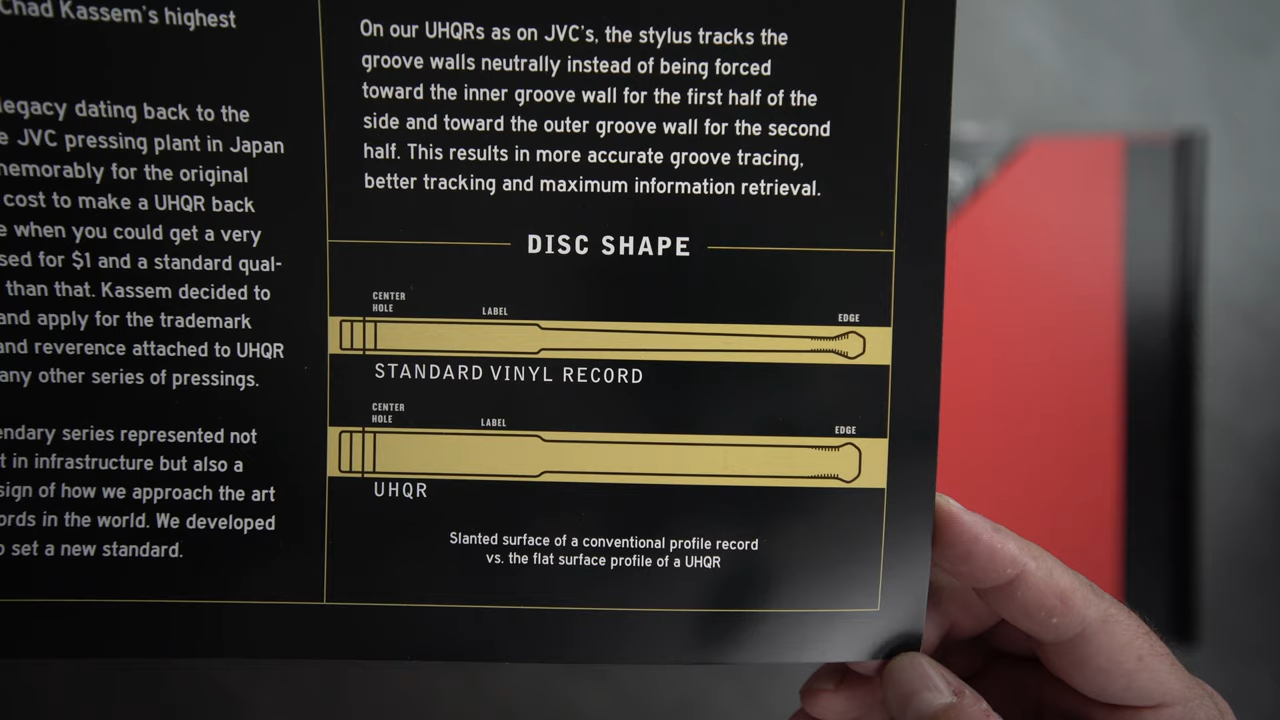 Chad Kassem's highest
legacy dating back to the
JVC pressing plant in Japan
memorably for the original
cost to make a UHQR back
when you could get a very
for $1 and a standard qual-
than that. Kassem decided to
and apply for the trademark
and reverence attached to UHQR
any other series of pressings.
series represented not
in infrastructure but also a
of how we approach the art
in the world. We developed
set a new standard.
On our UHQRs as on JVC's, the stylus tracks the
groove walls neutrally instead of being forced
toward the inner groove wall for the first half of the
side and toward the outer groove wall for the second
half. This results in more accurate groove tracing,
better tracking and maximum information retrieval.
DISC SHAPE
CENTER
HOLE
LABEL
EDGE
STANDARD VINYL RECORD
CENTER
HOLE
LABEL
EDGE
UHQR
Slanted surface of a conventional profile record
vs. the flat surface profile of a UHQR